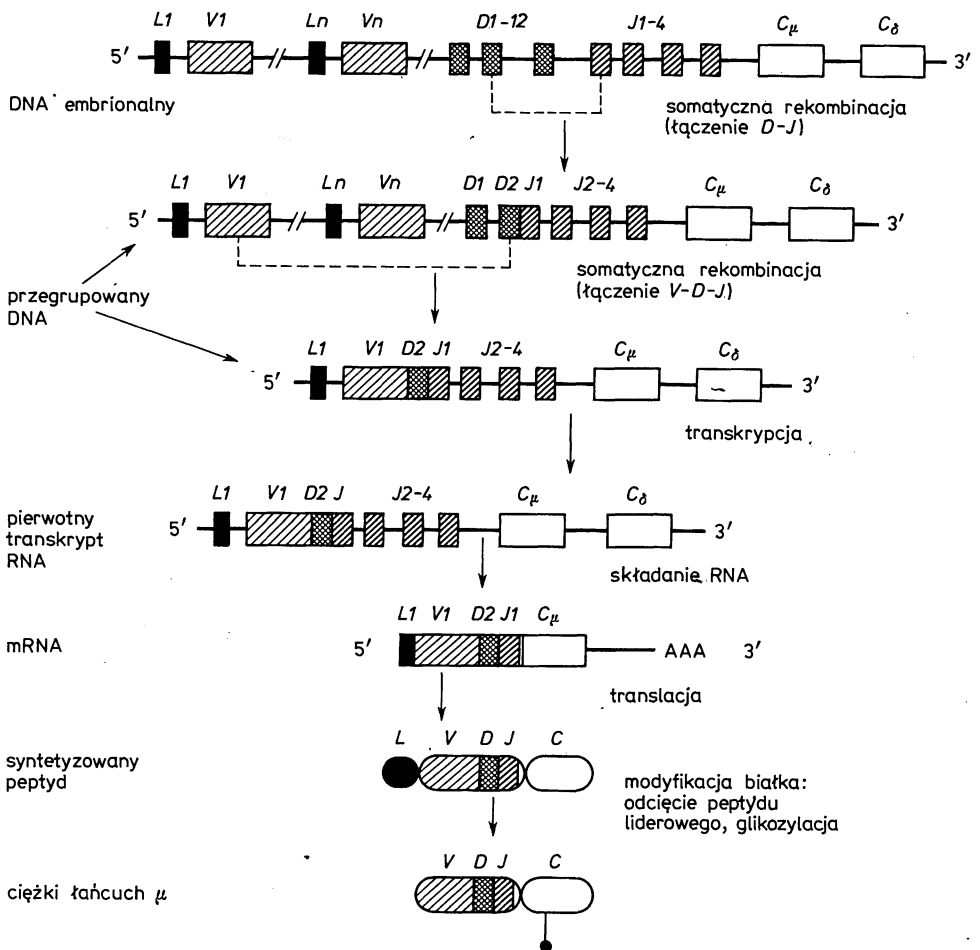 L1 V1 Ln Vn D1-12 J1-4 Cμ Cδ
5' 3'
DNA embrionalny
somatyczna rekombinacja
(łączenie D-J)
L1 V1 Ln Vn D1 D2 J1 J2-4 Cμ Cδ
5' 3'
somatyczna rekombinacja
(łączenie V-D-J)
przegrupowany
DNA
L1 V1 D2 J1 J2-4 Cμ Cδ
5' 3'
transkrypcja
L1 V1 D2 J J2-4 Cμ Cδ
5' 3'
pierwotny
transkrypt
RNA
składanie RNA
L1 V1 D2 J1 Cμ
mRNA 5' AAA 3'
translacja
L V D J C
syntetyzowany
peptyd
modyfikacja białka:
odcięcie peptydu
liderowego, glikozylacja
V D J C
ciężki łańcuch μ